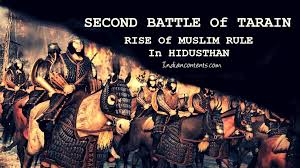 SECOND BATTLE of TARAIN
RISE OF MUSLIM RULE
In HIDUSTHAN
Indiancontents.com